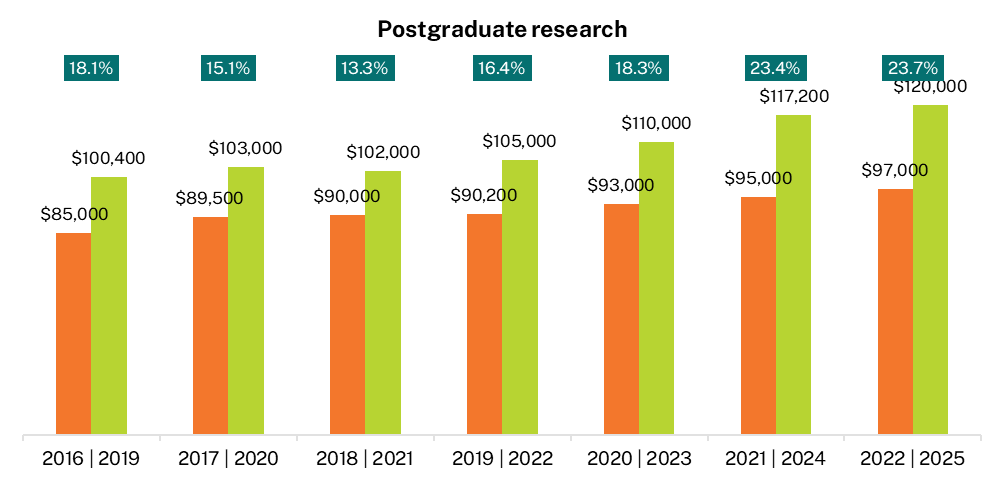 Postgraduate research
18.1% 15.1% 13.3% 16.4% 18.3% 23.4% 23.7%
$100,400 $103,000 $102,000 $105,000 $110,000 $117,200 $120,000
$85,000 $89,500 $90,000 $90,200 $93,000 $95,000 $97,000
2016 | 2019 2017 | 2020 2018 | 2021 2019 | 2022 2020 | 2023 2021 | 2024 2022 | 2025